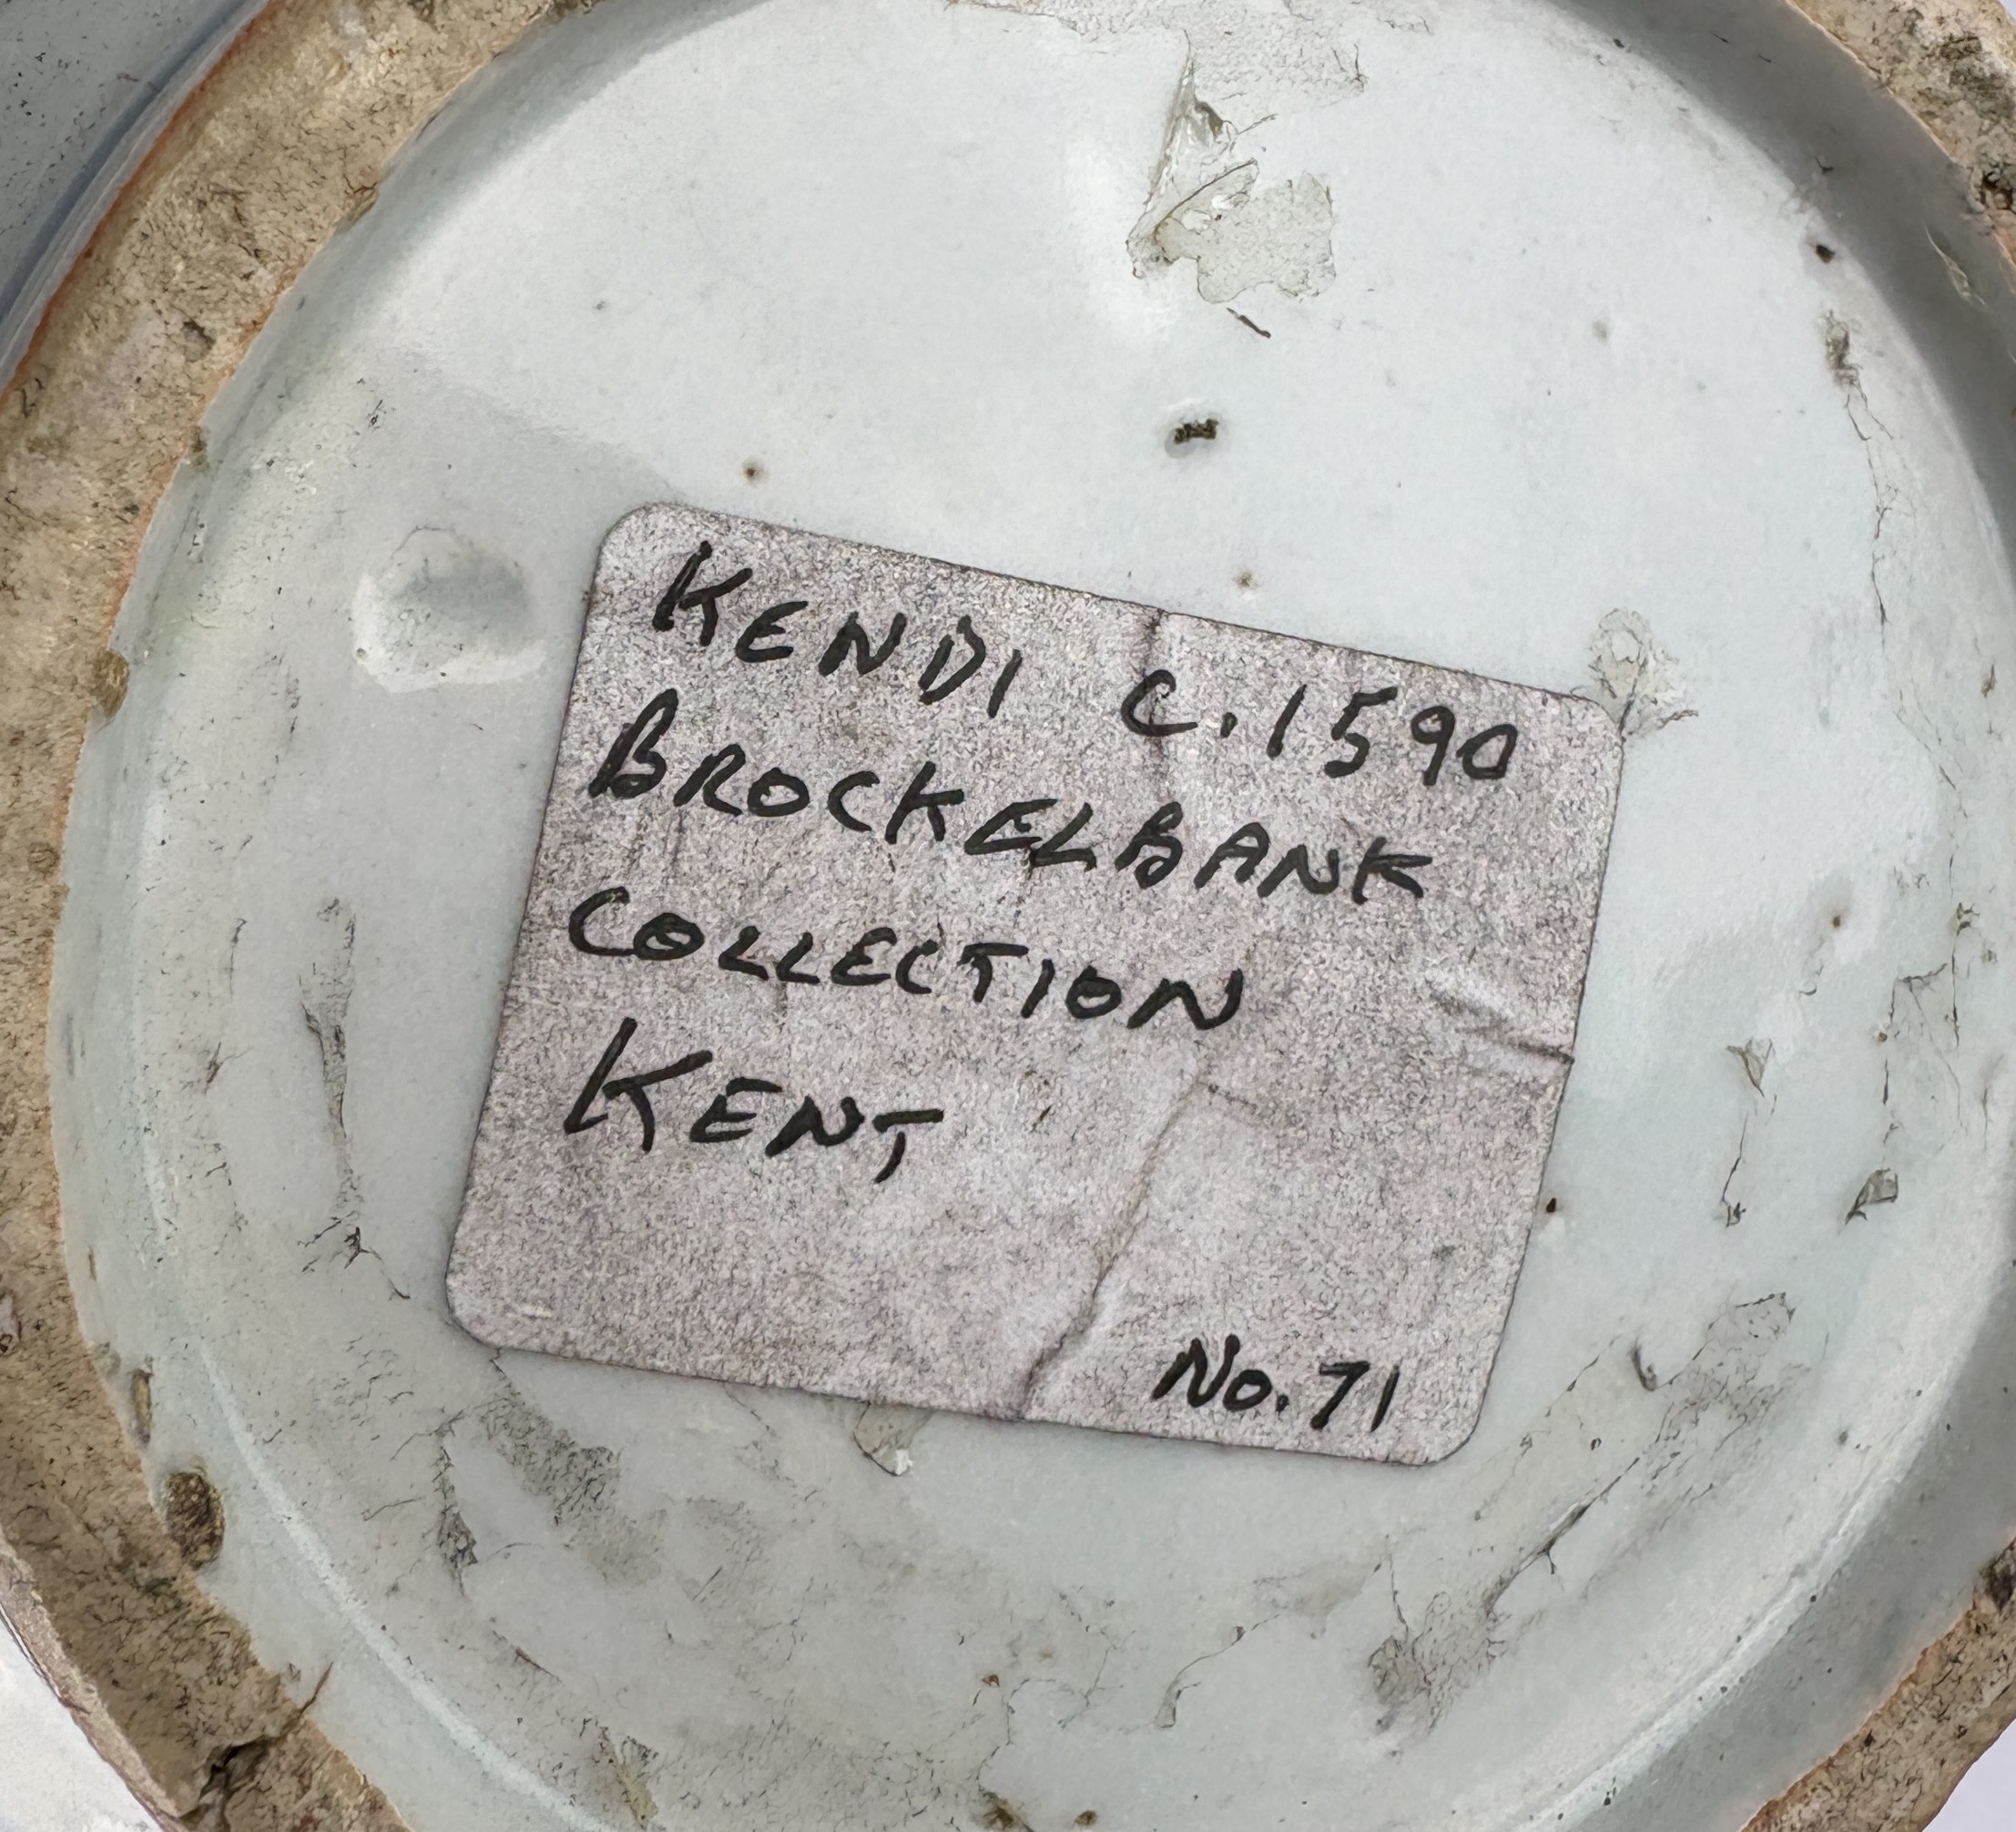 KENDI C.1590
BROCKELBANK
COLLECTION
KENT
No.71